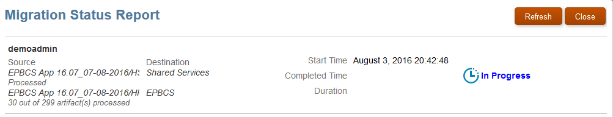 Migration Status Report
Refresh
Close
demoadmin
Source
Destination
Start Time
August 3, 2016 20:42:48
EPBCS App 16.07_07-08-2016/H:
Shared Services
Processed
Completed Time
In Progress
EPBCS App 16.07_07-08-2016/HI
EPBCS
Duration
30 out of 299 artifact(s) processed